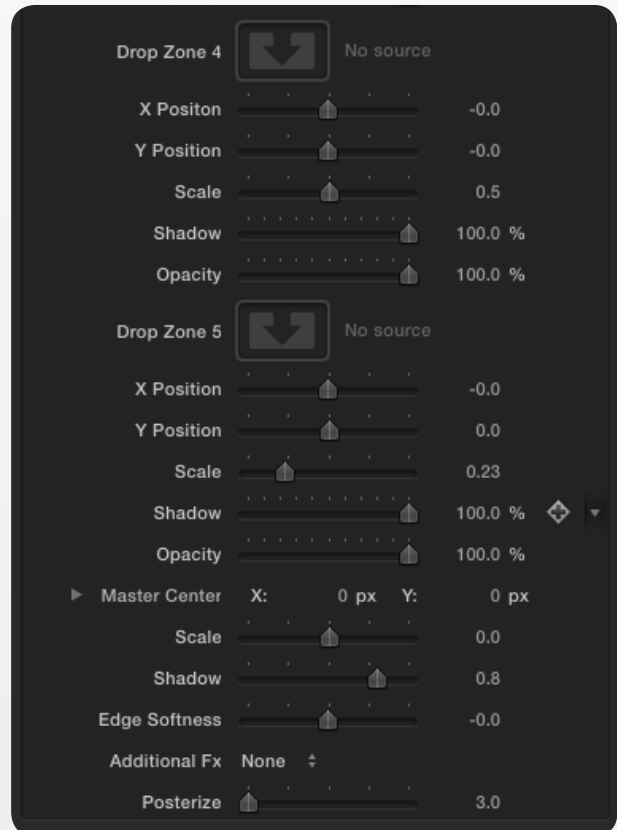 Drop Zone 4 No source
X Positon -0.0
Y Position -0.0
Scale 0.5
Shadow 100.0 %
Opacity 100.0 %
Drop Zone 5 No source
X Position -0.0
Y Position 0.0
Scale 0.23
Shadow 100.0 %
Opacity 100.0 %
Master Center X: 0 px Y: 0 px
Scale 0.0
Shadow 0.8
Edge Softness -0.0
Additional Fx None
Posterize 3.0